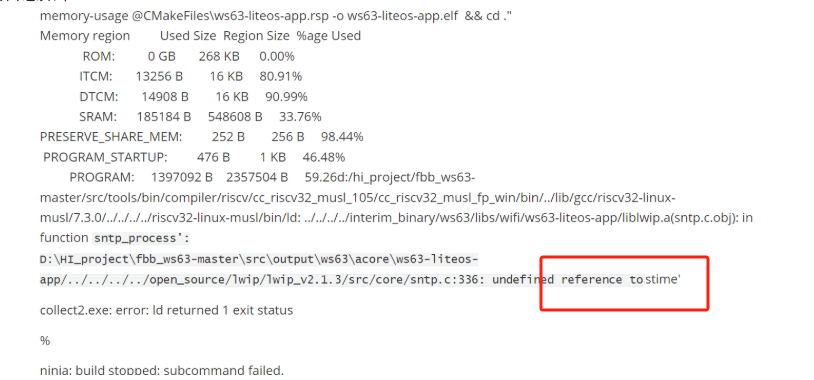 memory-usage @CMakeFiles\ws63-liteos-app.rsp -o ws63-liteos-app.elf && cd ."
Memory region Used Size Region Size %age Used
ROM: 0 GB 268 KB 0.00%
ITCM: 13256 B 16 KB 80.91%
DTCM: 14908 B 16 KB 90.99%
SRAM: 185184 B 548608 B 33.76%
PRESERVE_SHARE_MEM: 252 B 256 B 98.44%
PROGRAM_STARTUP: 476 B 1 KB 46.48%
PROGRAM: 1397092 B 2357504 B 59.26d:/hi_project/fbb_ws63-
master/src/tools/bin/compiler/riscv/cc_riscv32_musl_105/cc_riscv32_musl_fp_win/bin/../lib/gcc/riscv32-linux-
musl/7.3.0/../../../../riscv32-linux-musl/bin/ld: ../../../../interim_binary/ws63/libs/wifi/ws63-liteos-app/liblwip.a(sntp.c.obj): in
function sntp_process':
D:\HI_project\fbb_ws63-master\src\output\ws63\acore\ws63-liteos-
app/../../../../open_source/lwip/lwip_v2.1.3/src/core/sntp.c:336: undefined reference to stime'
collect2.exe: error: ld returned 1 exit status
%
ninja: build stopped: subcommand failed.